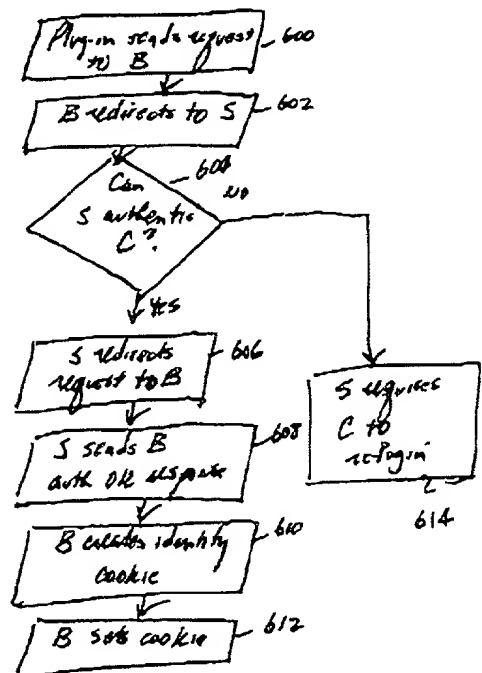 Plug-in sends request
to B
600
B redirects to S
602
604
Can
S authentic
C?
NO
Yes
S redirects
request to B
606
S sends B
auth OK response
608
B creates identity
cookie
610
B sets cookie
612
S requires
C to
re-login
614